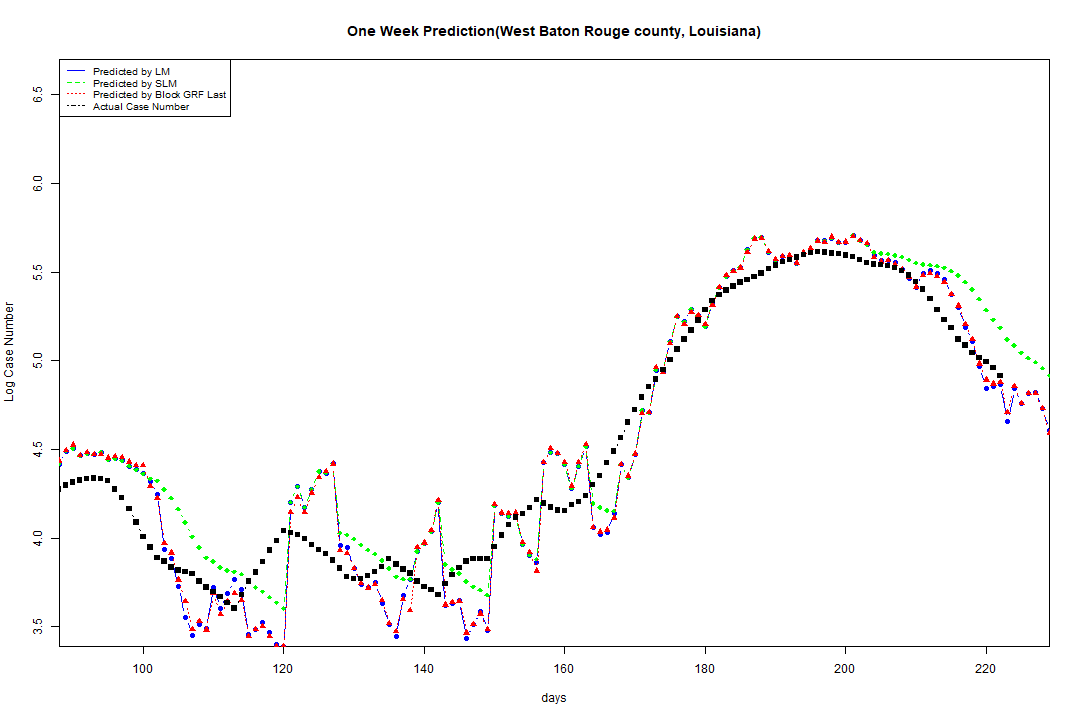 One Week Prediction(West Baton Rouge county, Louisiana)
Predicted by LM
Predicted by SLM
Predicted by Block GRF Last
Actual Case Number
6.5
6.0
5.5
5.0
4.5
4.0
3.5
Log Case Number
100 120 140 160 180 200 220
days